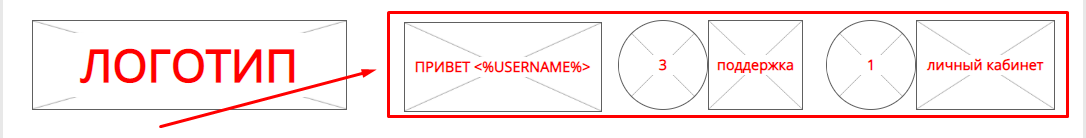 ЛОГОТИП
ПРИВЕТ <%USERNAME%>
3
поддержка
1
личный кабинет